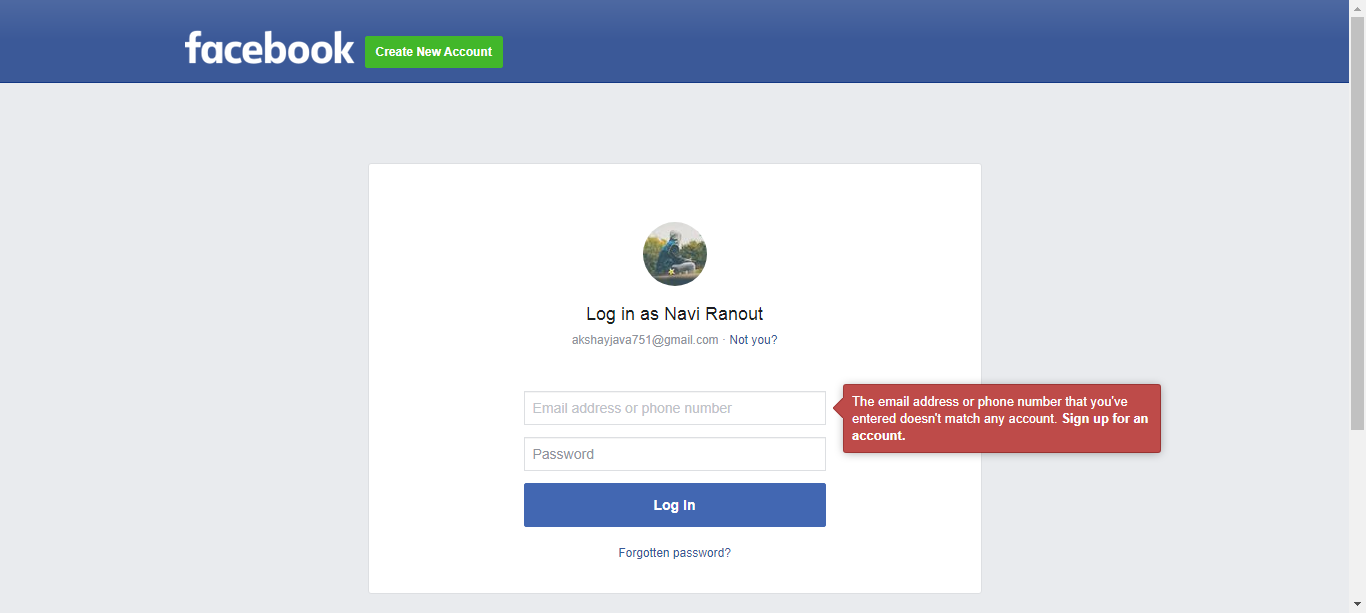 facebook
Create New Account
Log in as Navi Ranout
akshayjava751@gmail.com · Not you?
Email address or phone number
The email address or phone number that you've
entered doesn't match any account. Sign up for an
account.
Password
Log In
Forgotten password?